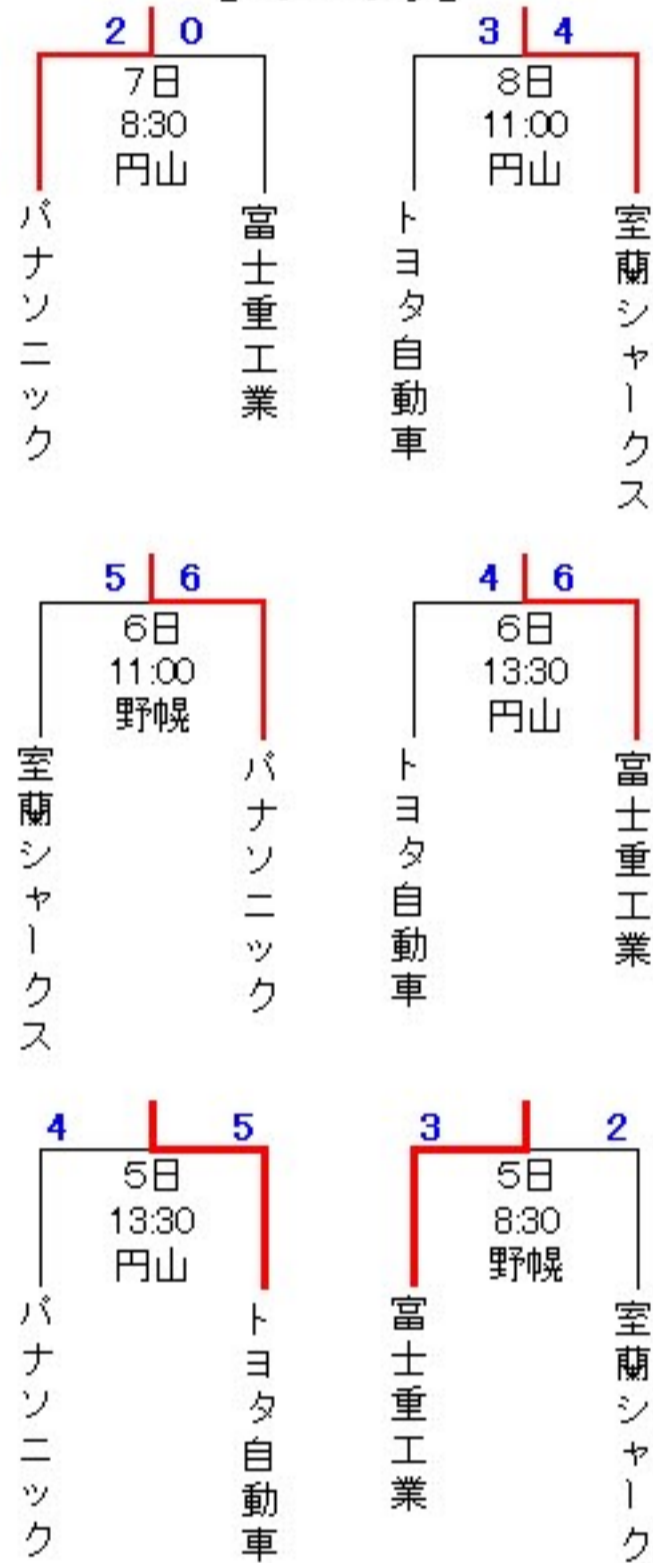 2 0
7日
8:30
円山
パナソニック
富士重工業
3 4
8日
11:00
円山
トヨタ自動車
室蘭シャークス
5 6
6日
11:00
野幌
室蘭シャークス
パナソニック
4 6
6日
13:30
円山
トヨタ自動車
富士重工業
4 5
5日
13:30
円山
パナソニック
トヨタ自動車
3 2
5日
8:30
野幌
富士重工業
室蘭シャーク